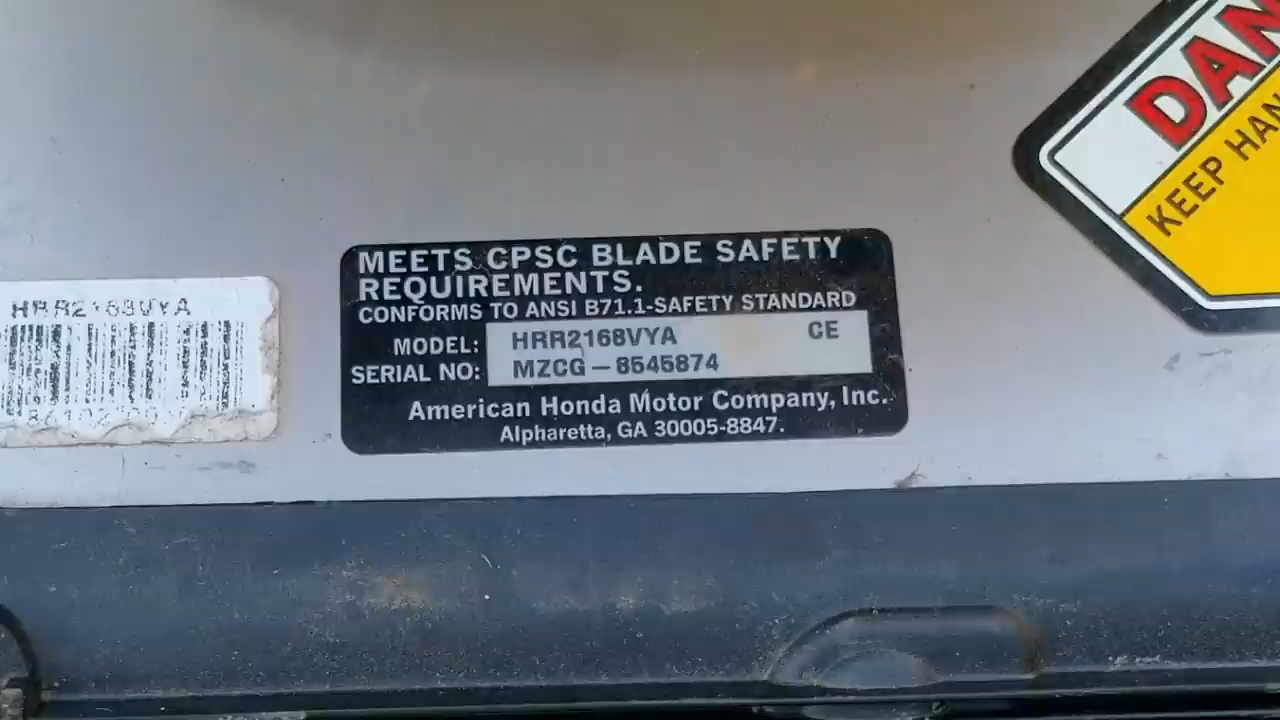 HRR2168VYA
MEETS CPSC BLADE SAFETY
REQUIREMENTS.
CONFORMS TO ANSI B71.1-SAFETY STANDARD
MODEL: HRR2168VYA CE
SERIAL NO: MZCG-8545874
American Honda Motor Company, Inc.
Alpharetta, GA 30005-8847.
DAN
KEEP HAN